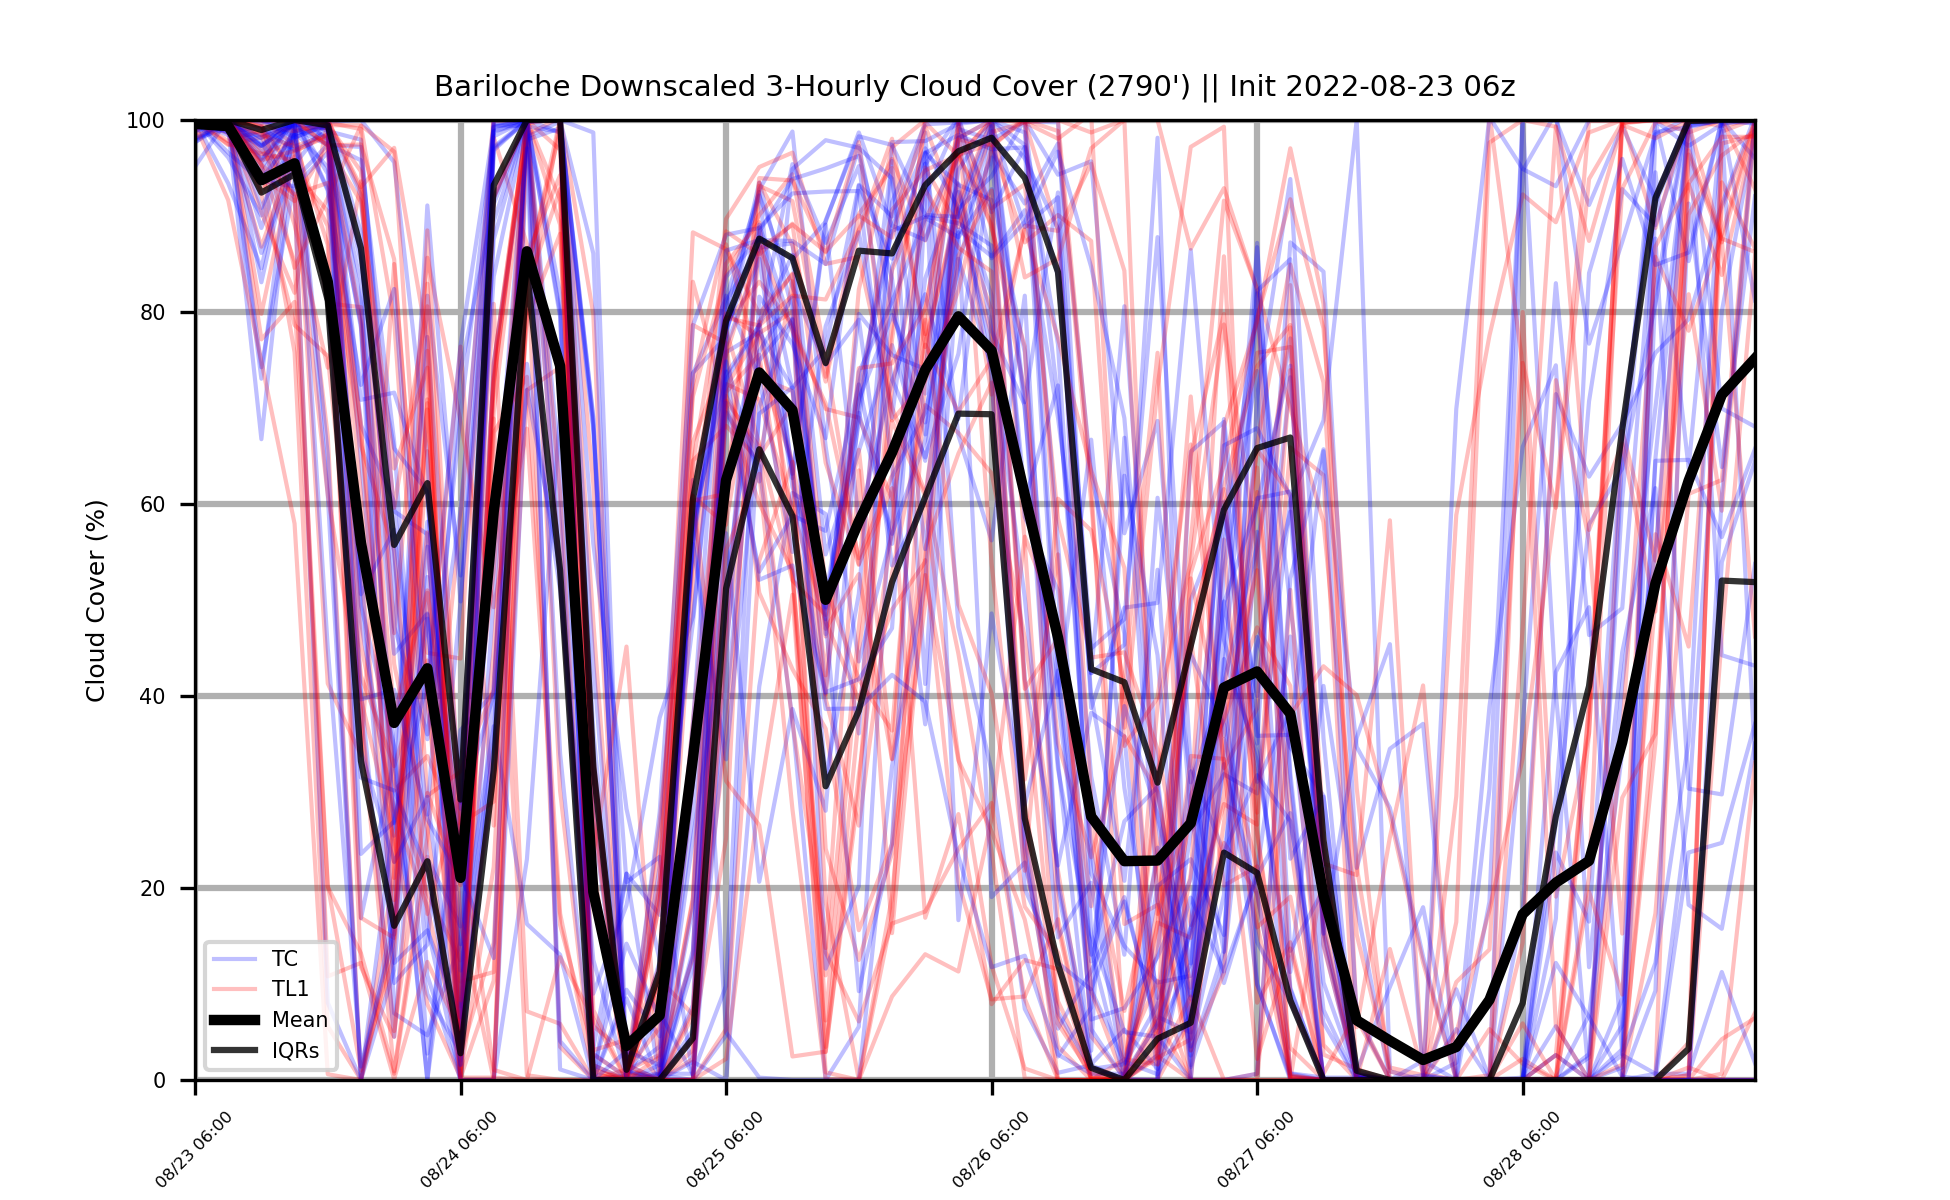 Bariloche Downscaled 3-Hourly Cloud Cover (2790') || Init 2022-08-23 06z
100
80
60
40
20
0
Cloud Cover (%)
TC
TL1
Mean
IQRs
08/23 06:00
08/24 06:00
08/25 06:00
08/26 06:00
08/27 06:00
08/28 06:00